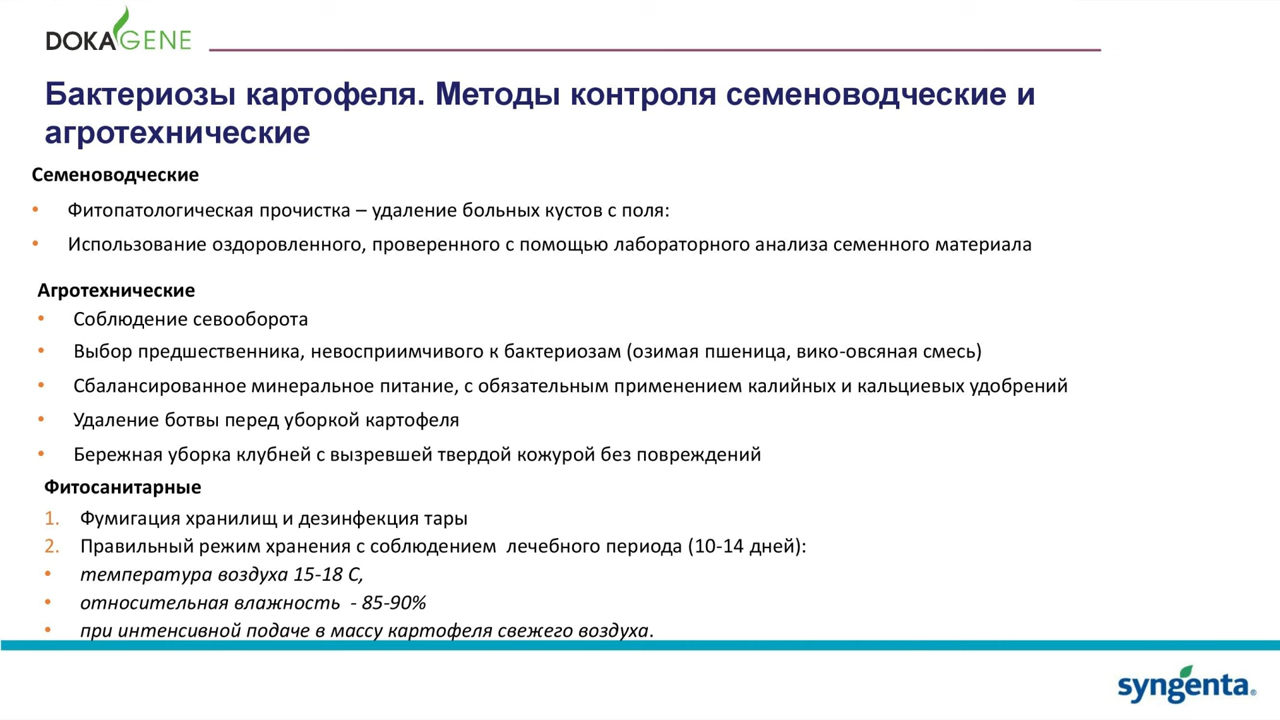 DOKAGENE
Бактериозы картофеля. Методы контроля семеноводческие и
агротехнические
Семеноводческие
• Фитопатологическая прочистка – удаление больных кустов с поля:
• Использование оздоровленного, проверенного с помощью лабораторного анализа семенного материала
Агротехнические
• Соблюдение севооборота
• Выбор предшественника, невосприимчивого к бактериозам (озимая пшеница, вико-овсяная смесь)
• Сбалансированное минеральное питание, с обязательным применением калийных и кальциевых удобрений
• Удаление ботвы перед уборкой картофеля
• Бережная уборка клубней с вызревшей твердой кожурой без повреждений
Фитосанитарные
1. Фумигация хранилищ и дезинфекция тары
2. Правильный режим хранения с соблюдением лечебного периода (10-14 дней):
• температура воздуха 15-18 С,
• относительная влажность - 85-90%
• при интенсивной подаче в массу картофеля свежего воздуха.
syngenta®